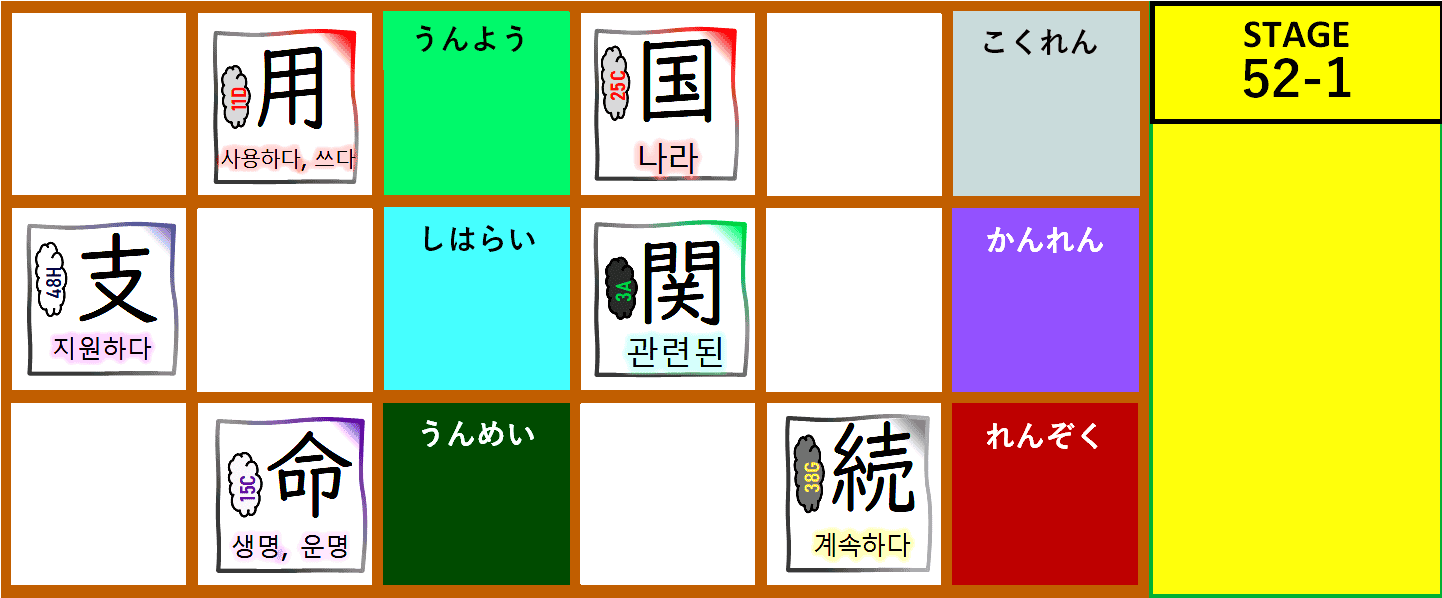 11D
用
사용하다, 쓰다
うんよう
25C
国
나라
こくれん
STAGE
52-1
48H
支
지원하다
しはらい
3A
関
관련된
かんれん
15C
命
생명, 운명
うんめい
38G
続
계속하다
れんぞく